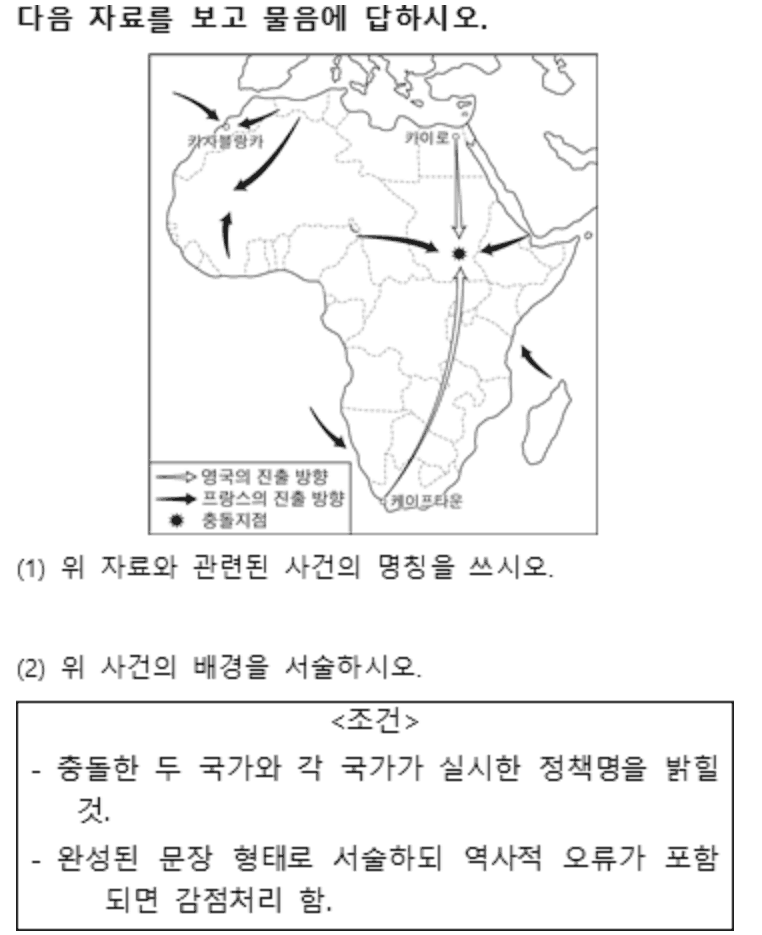 다음 자료를 보고 물음에 답하시오.
카자블랑카
카이로
영국의 진출 방향
프랑스의 진출 방향
충돌지점
케이프타운
(1) 위 자료와 관련된 사건의 명칭을 쓰시오.
(2) 위 사건의 배경을 서술하시오.
<조건>
- 충돌한 두 국가와 각 국가가 실시한 정책명을 밝힐
것.
- 완성된 문장 형태로 서술하되 역사적 오류가 포함
되면 감점처리 함.